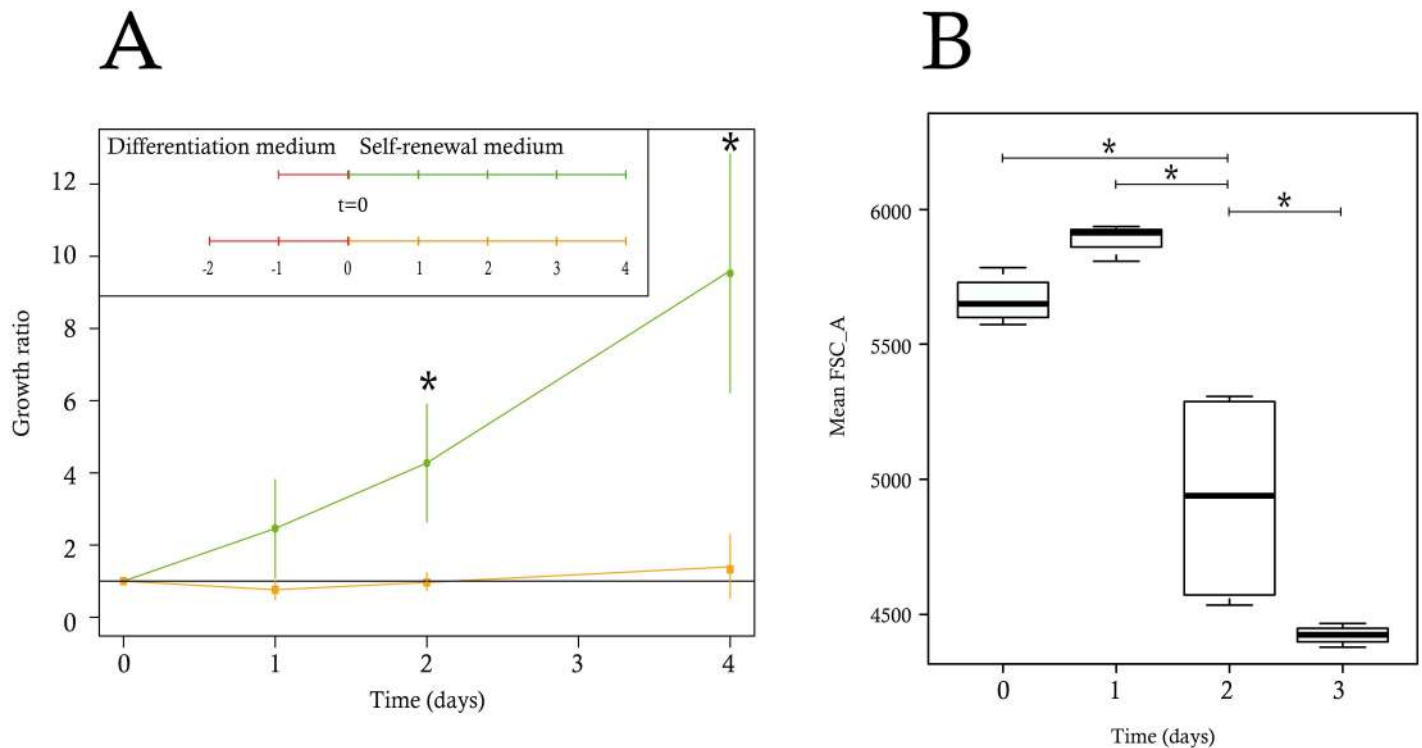 A
Differentiation medium Self-renewal medium
t=0
-2 -1 0 1 2 3 4
*
*
12
10
8
6
4
2
0
Growth ratio
0 1 2 3 4
Time (days)
B
*
*
*
6000
5500
5000
4500
Mean FSC_A
0 1 2 3
Time (days)